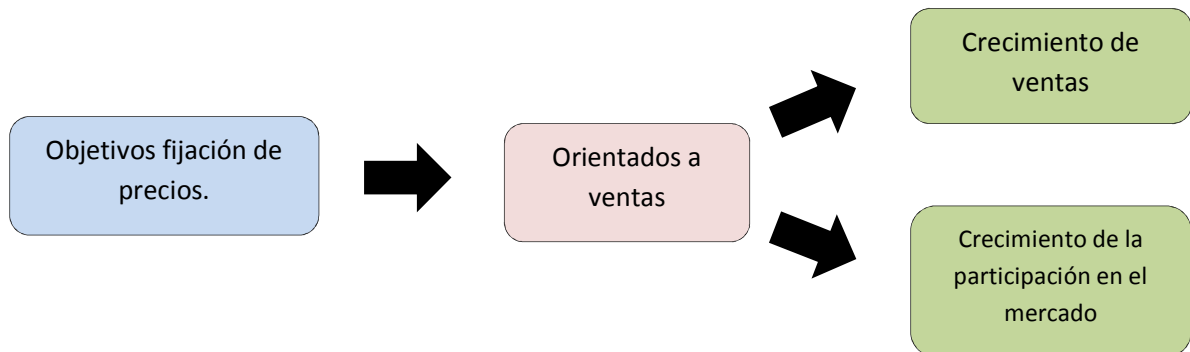 Objetivos fijación de
precios.
Orientados a
ventas
Crecimiento de
ventas
Crecimiento de la
participación en el
mercado